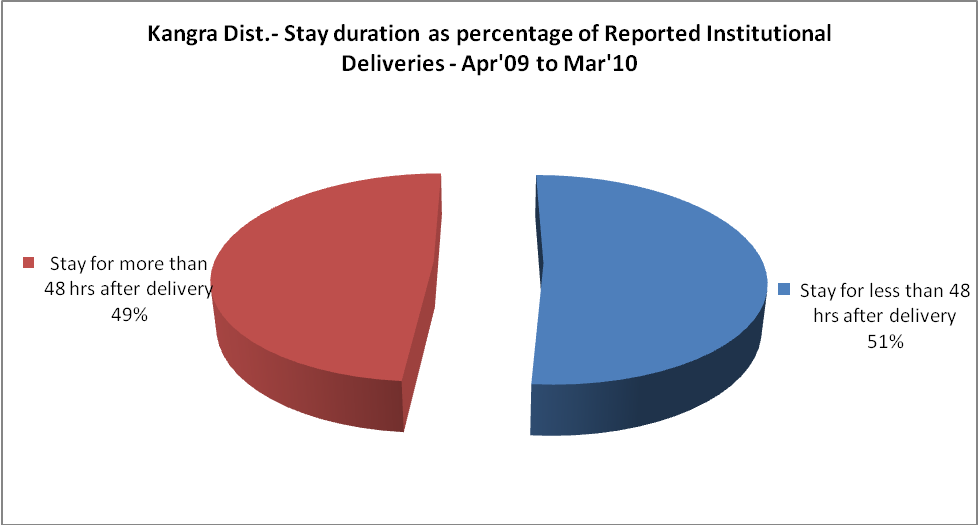 Kangra Dist.- Stay duration as percentage of Reported Institutional
Deliveries - Apr'09 to Mar'10
Stay for more than
48 hrs after delivery
49%
Stay for less than 48
hrs after delivery
51%